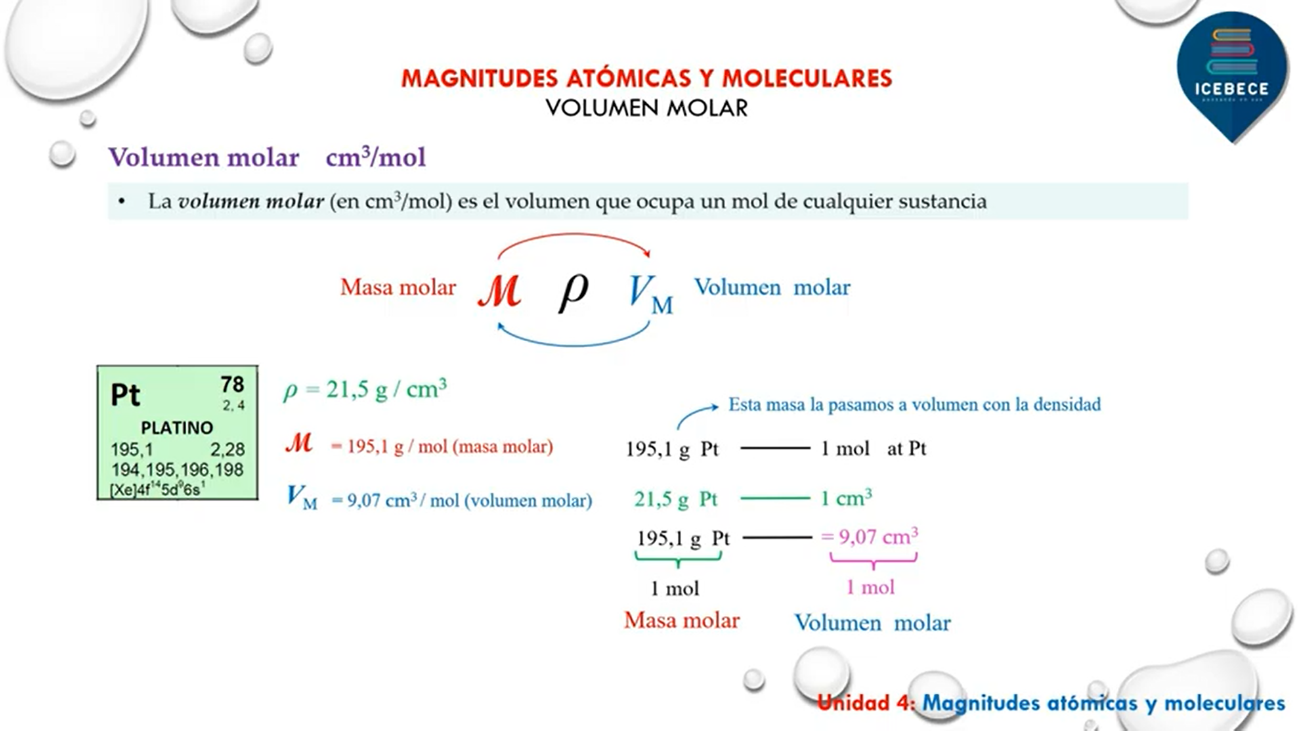 ICEBECE
MAGNITUDES ATÓMICAS Y MOLECULARES
VOLUMEN MOLAR
Volumen molar cm³/mol
• La volumen molar (en cm³/mol) es el volumen que ocupa un mol de cualquier sustancia
Masa molar ℳ ρ V_M Volumen molar
Pt 78
2, 4
PLATINO
195,1 2,28
194,195,196,198
[Xe]4f¹⁴5d⁹6s¹
ρ = 21,5 g / cm³
ℳ = 195,1 g / mol (masa molar)
V_M = 9,07 cm³ / mol (volumen molar)
Esta masa la pasamos a volumen con la densidad
195,1 g Pt —— 1 mol at Pt
21,5 g Pt —— 1 cm³
195,1 g Pt —— = 9,07 cm³
1 mol 1 mol
Masa molar Volumen molar
Unidad 4: Magnitudes atómicas y moleculares